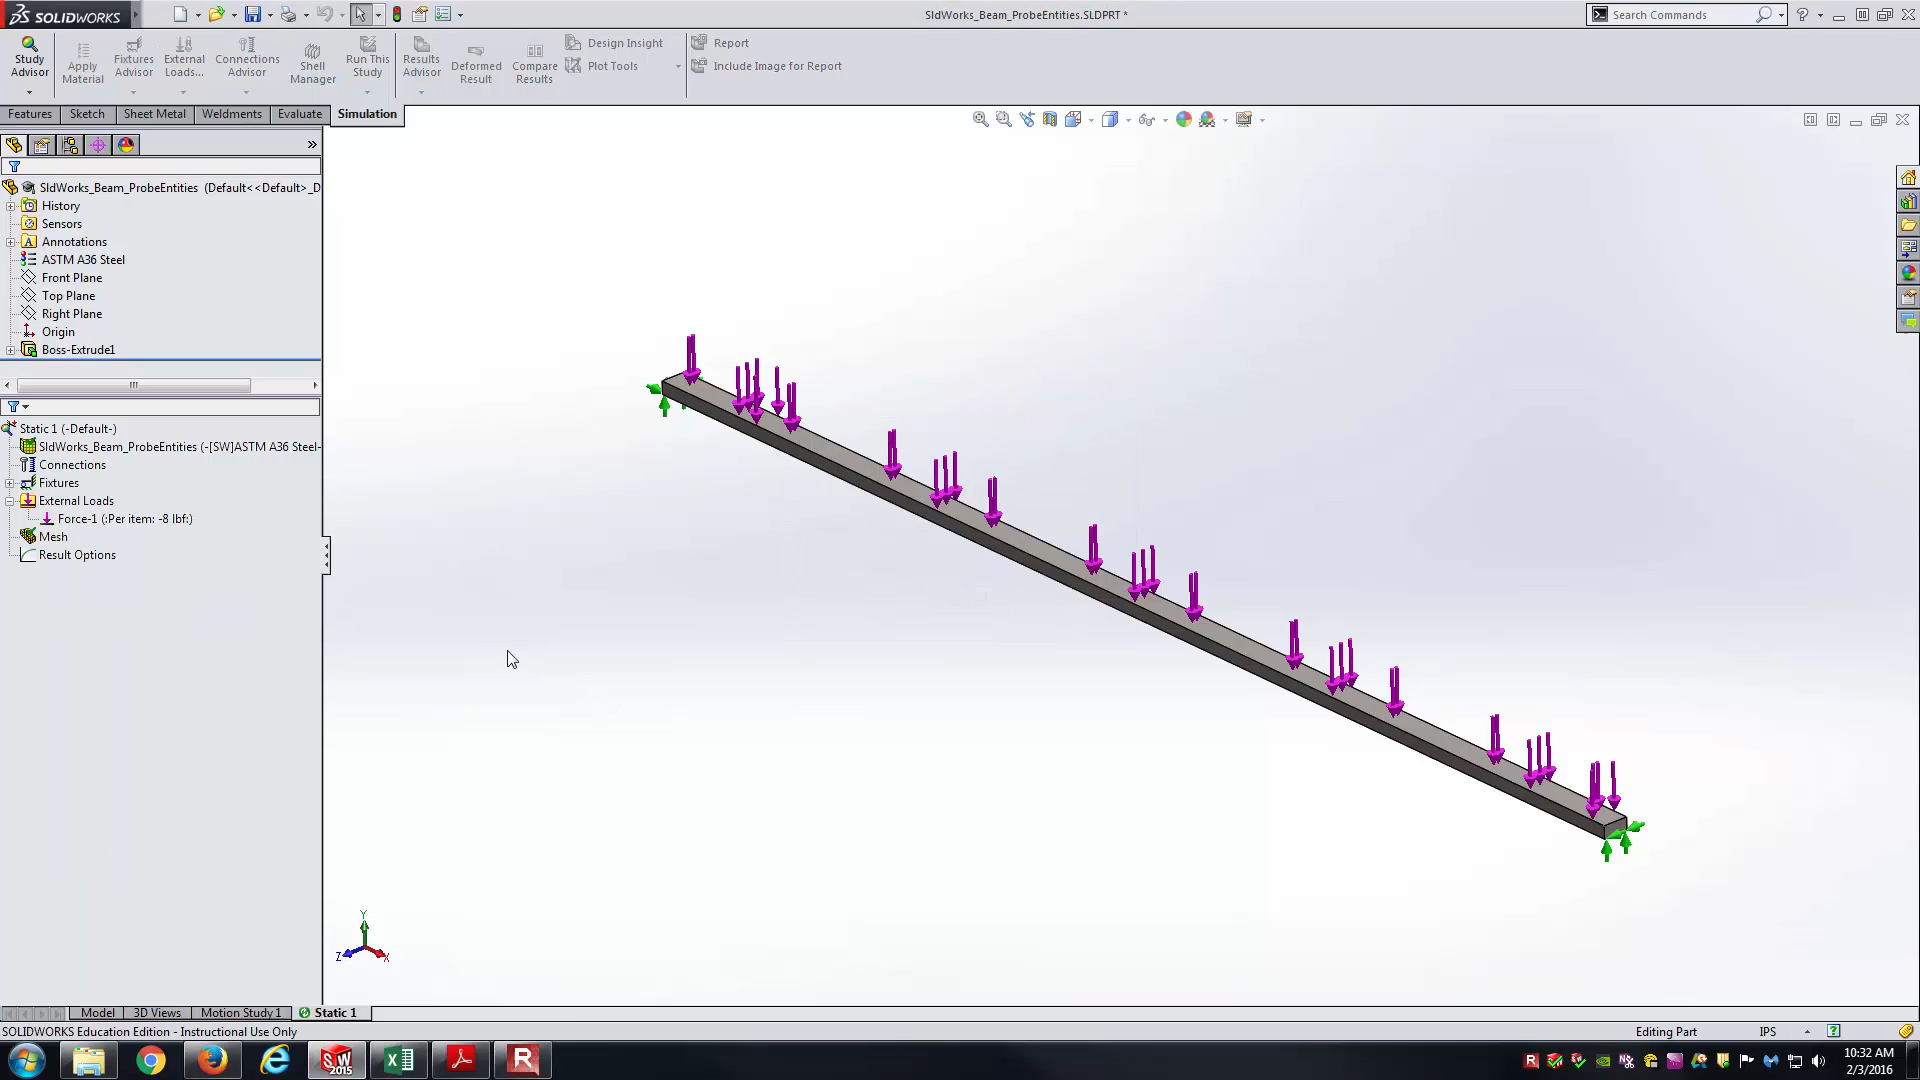 SOLIDWORKS
SldWorks_Beam_ProbeEntities.SLDPRT *
Search Commands
Study Advisor
Apply Material
Fixtures Advisor
External Loads...
Connections Advisor
Shell Manager
Run This Study
Results Advisor
Deformed Result
Compare Results
Design Insight
Plot Tools
Report
Include Image for Report
Features
Sketch
Sheet Metal
Weldments
Evaluate
Simulation
SldWorks_Beam_ProbeEntities (Default<<Default>_D
History
Sensors
Annotations
ASTM A36 Steel
Front Plane
Top Plane
Right Plane
Origin
Boss-Extrude1
Static 1 (-Default-)
SldWorks_Beam_ProbeEntities (-[SW]ASTM A36 Steel-
Connections
Fixtures
External Loads
Force-1 (:Per item: -8 lbf:)
Mesh
Result Options
Y
Z
X
Model
3D Views
Motion Study 1
Static 1
SOLIDWORKS Education Edition - Instructional Use Only
Editing Part
IPS
SW
2015
10:32 AM
2/3/2016